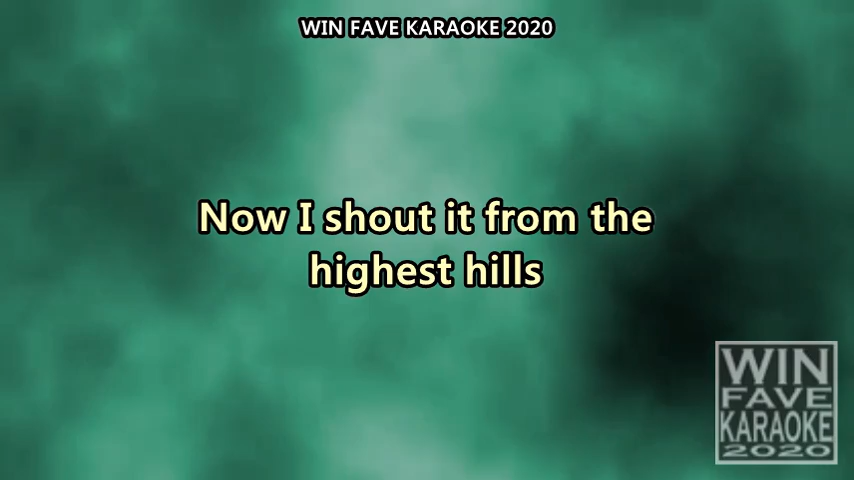 WIN FAVE KARAOKE 2020
Now I shout it from the
highest hills
WIN
FAVE
KARAOKE
2020